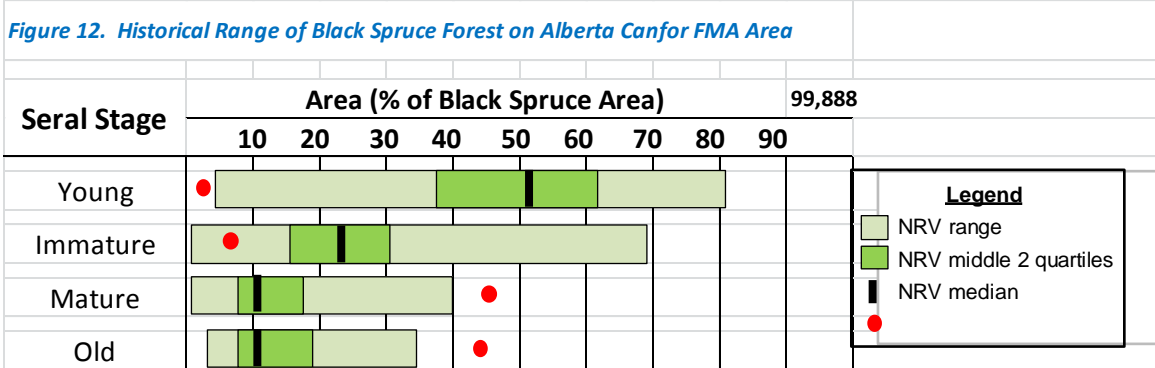 Figure 12. Historical Range of Black Spruce Forest on Alberta Canfor FMA Area
Seral Stage
Area (% of Black Spruce Area) 99,888
10 20 30 40 50 60 70 80 90
Young
Immature
Mature
Old
Legend
NRV range
NRV middle 2 quartiles
NRV median